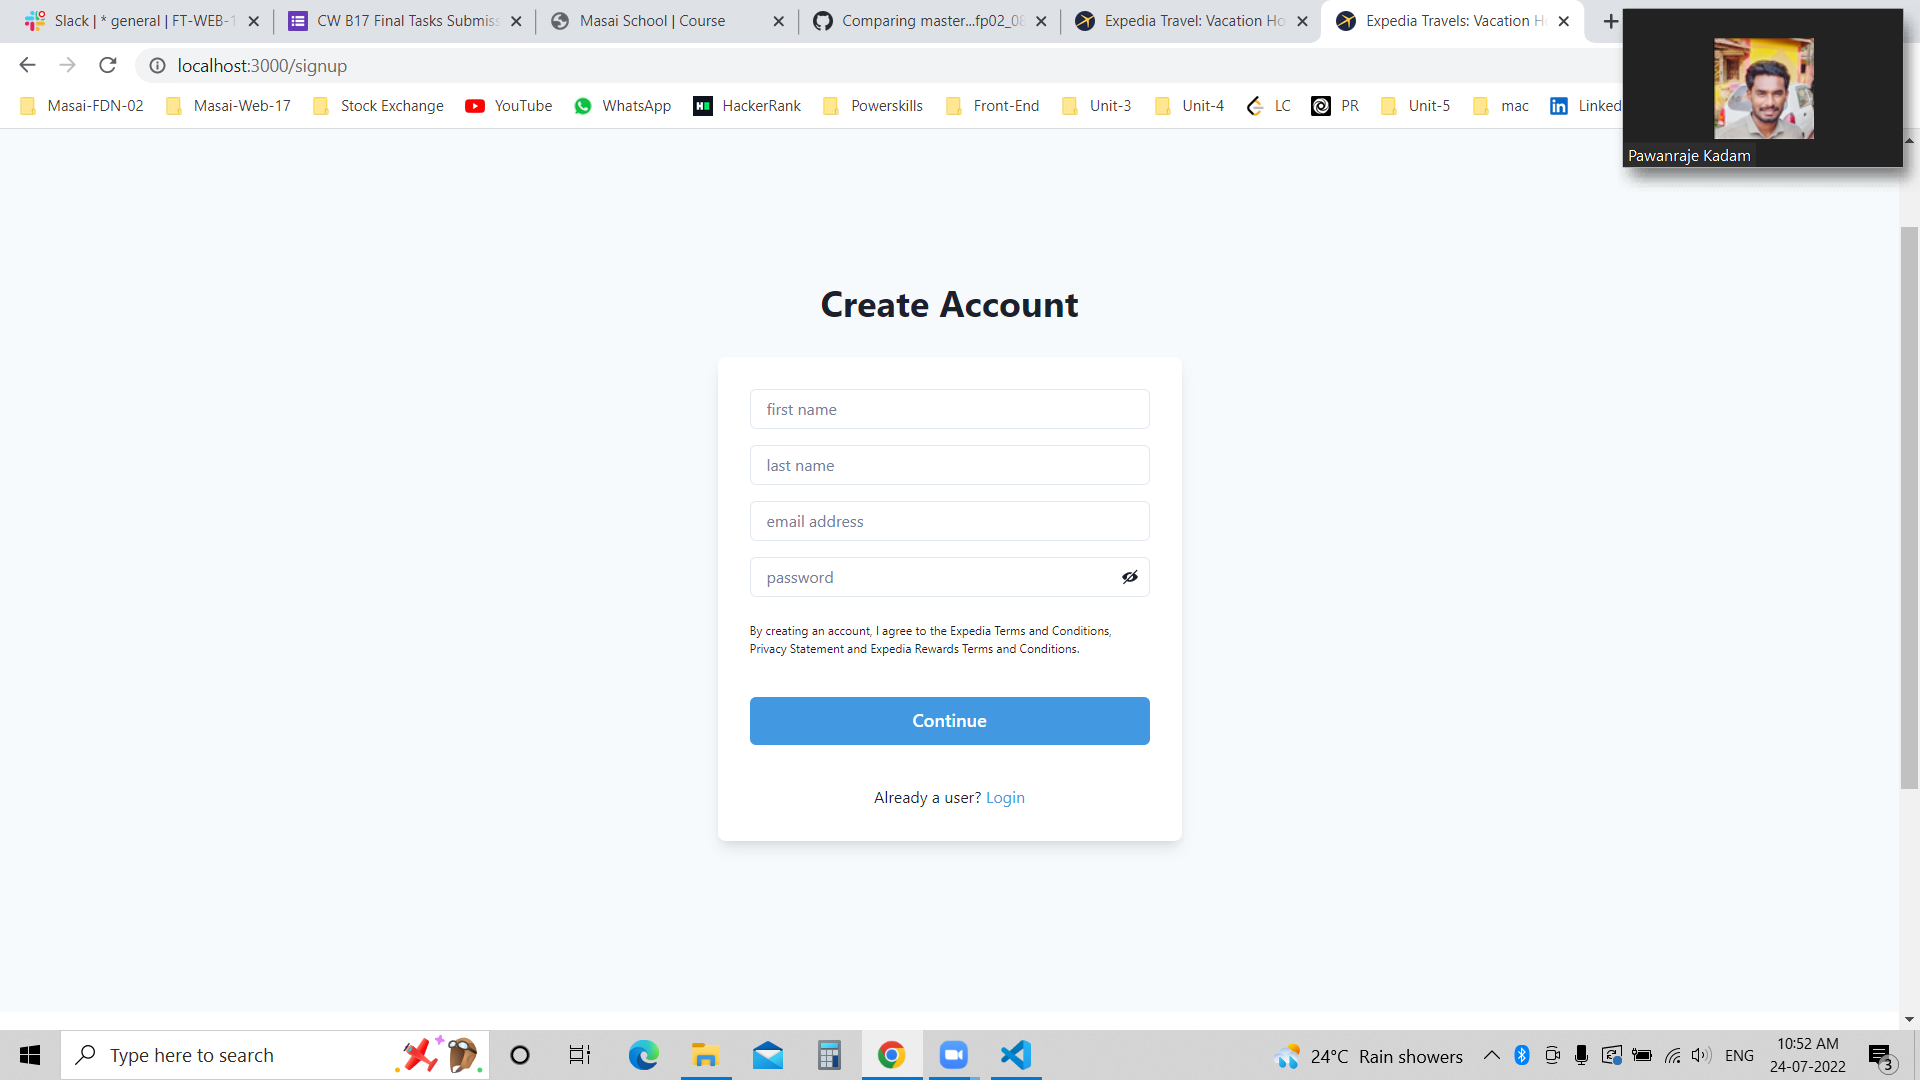 Slack | * general | FT-WEB-1
CW B17 Final Tasks Submiss
Masai School | Course
Comparing master...fp02_08
Expedia Travel: Vacation Ho
Expedia Travels: Vacation H
localhost:3000/signup
Masai-FDN-02
Masai-Web-17
Stock Exchange
YouTube
WhatsApp
HackerRank
Powerskills
Front-End
Unit-3
Unit-4
LC
PR
Unit-5
mac
Linked
Pawanraje Kadam
Create Account
first name
last name
email address
password
By creating an account, I agree to the Expedia Terms and Conditions,
Privacy Statement and Expedia Rewards Terms and Conditions.
Continue
Already a user? Login
Type here to search
24°C Rain showers
ENG
10:52 AM
24-07-2022
3